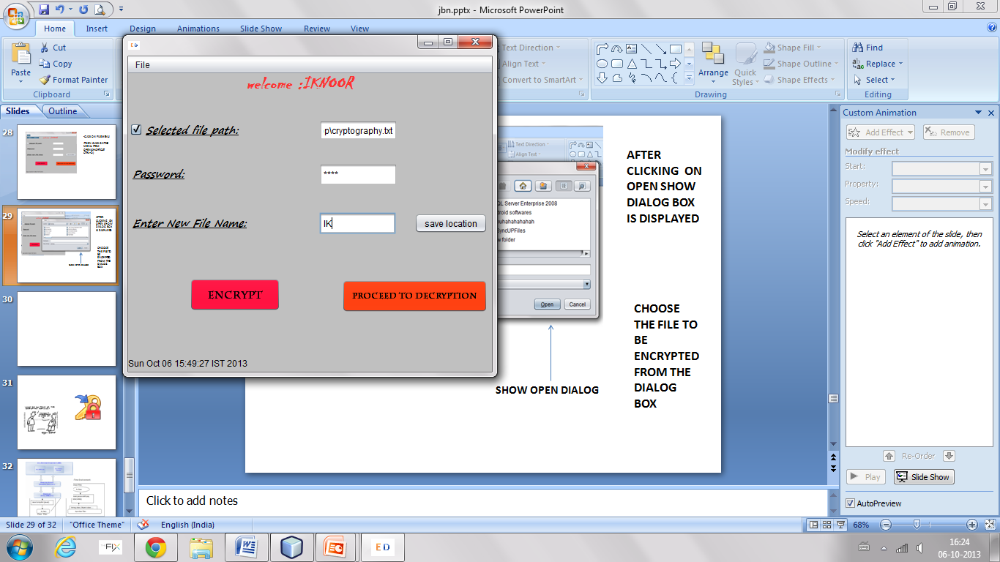 jbn.pptx - Microsoft PowerPoint
Home Insert Design Animations Slide Show Review View
Paste
Cut
Copy
Format Painter
Clipboard
Text Direction
Align Text
Convert to SmartArt
Arrange
Quick Styles
Shape Fill
Shape Outline
Shape Effects
Drawing
Find
Replace
Select
Editing
Slides Outline
28
29
30
31
32
E D
File
welcome :IKNOOR
Selected file path: p\cryptography.txt
Password: ****
Enter New File Name: IK save location
ENCRYPT PROCEED TO DECRYPTION
Sun Oct 06 15:49:27 IST 2013
Text Direction
Align Text
QL Server Enterprise 2008
droid softwares
uhahahahahah
SyncUPFiles
w folder
Open Cancel
SHOW OPEN DIALOG
AFTER
CLICKING ON
OPEN SHOW
DIALOG BOX
IS DISPLAYED
CHOOSE
THE FILE TO
BE
ENCRYPTED
FROM THE
DIALOG
BOX
Custom Animation
Add Effect Remove
Modify effect
Start:
Property:
Speed:
Select an element of the slide, then
click "Add Effect" to add animation.
Re-Order
Play Slide Show
AutoPreview
Click to add notes
Slide 29 of 32 "Office Theme" English (India) 68%
FIX
E D
16:24
06-10-2013